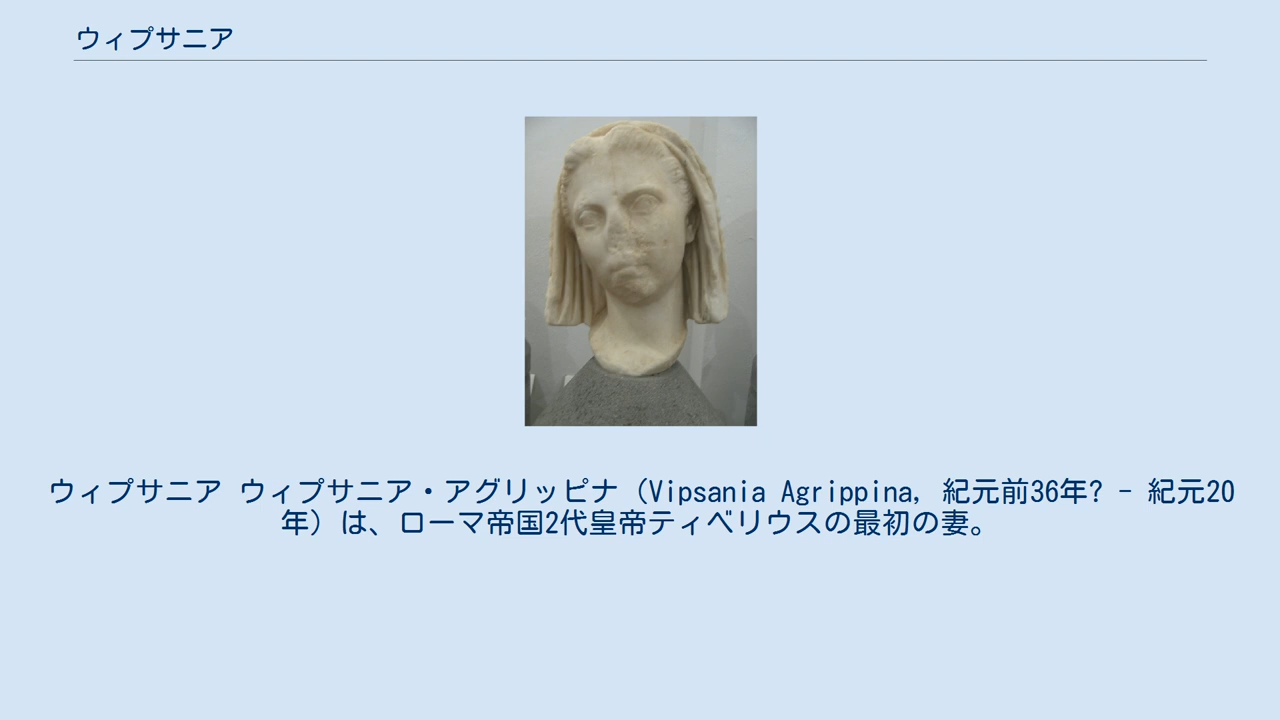 ウィプサニア
ウィプサニア ウィプサニア・アグリッピナ（Vipsania Agrippina, 紀元前36年? - 紀元20
年）は、ローマ帝国2代皇帝ティベリウスの最初の妻。